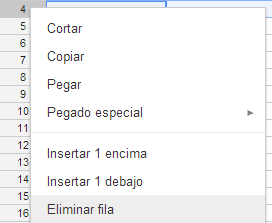 4
5
6
7
8
9
10
11
12
13
14
15
16
Cortar
Copiar
Pegar
Pegado especial
Insertar 1 encima
Insertar 1 debajo
Eliminar fila